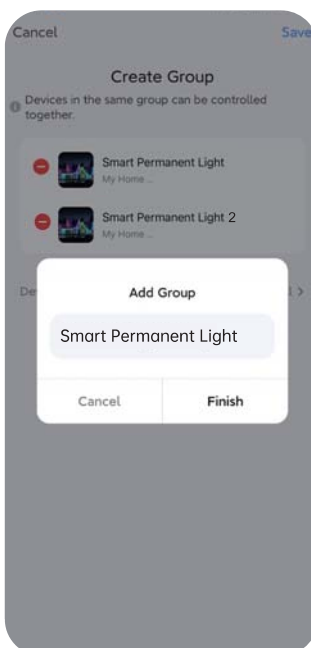 Cancel
Save
Create Group
Devices in the same group can be controlled
together.
Smart Permanent Light
My Home ...
Smart Permanent Light 2
My Home ...
Add Group
Smart Permanent Light
Cancel
Finish